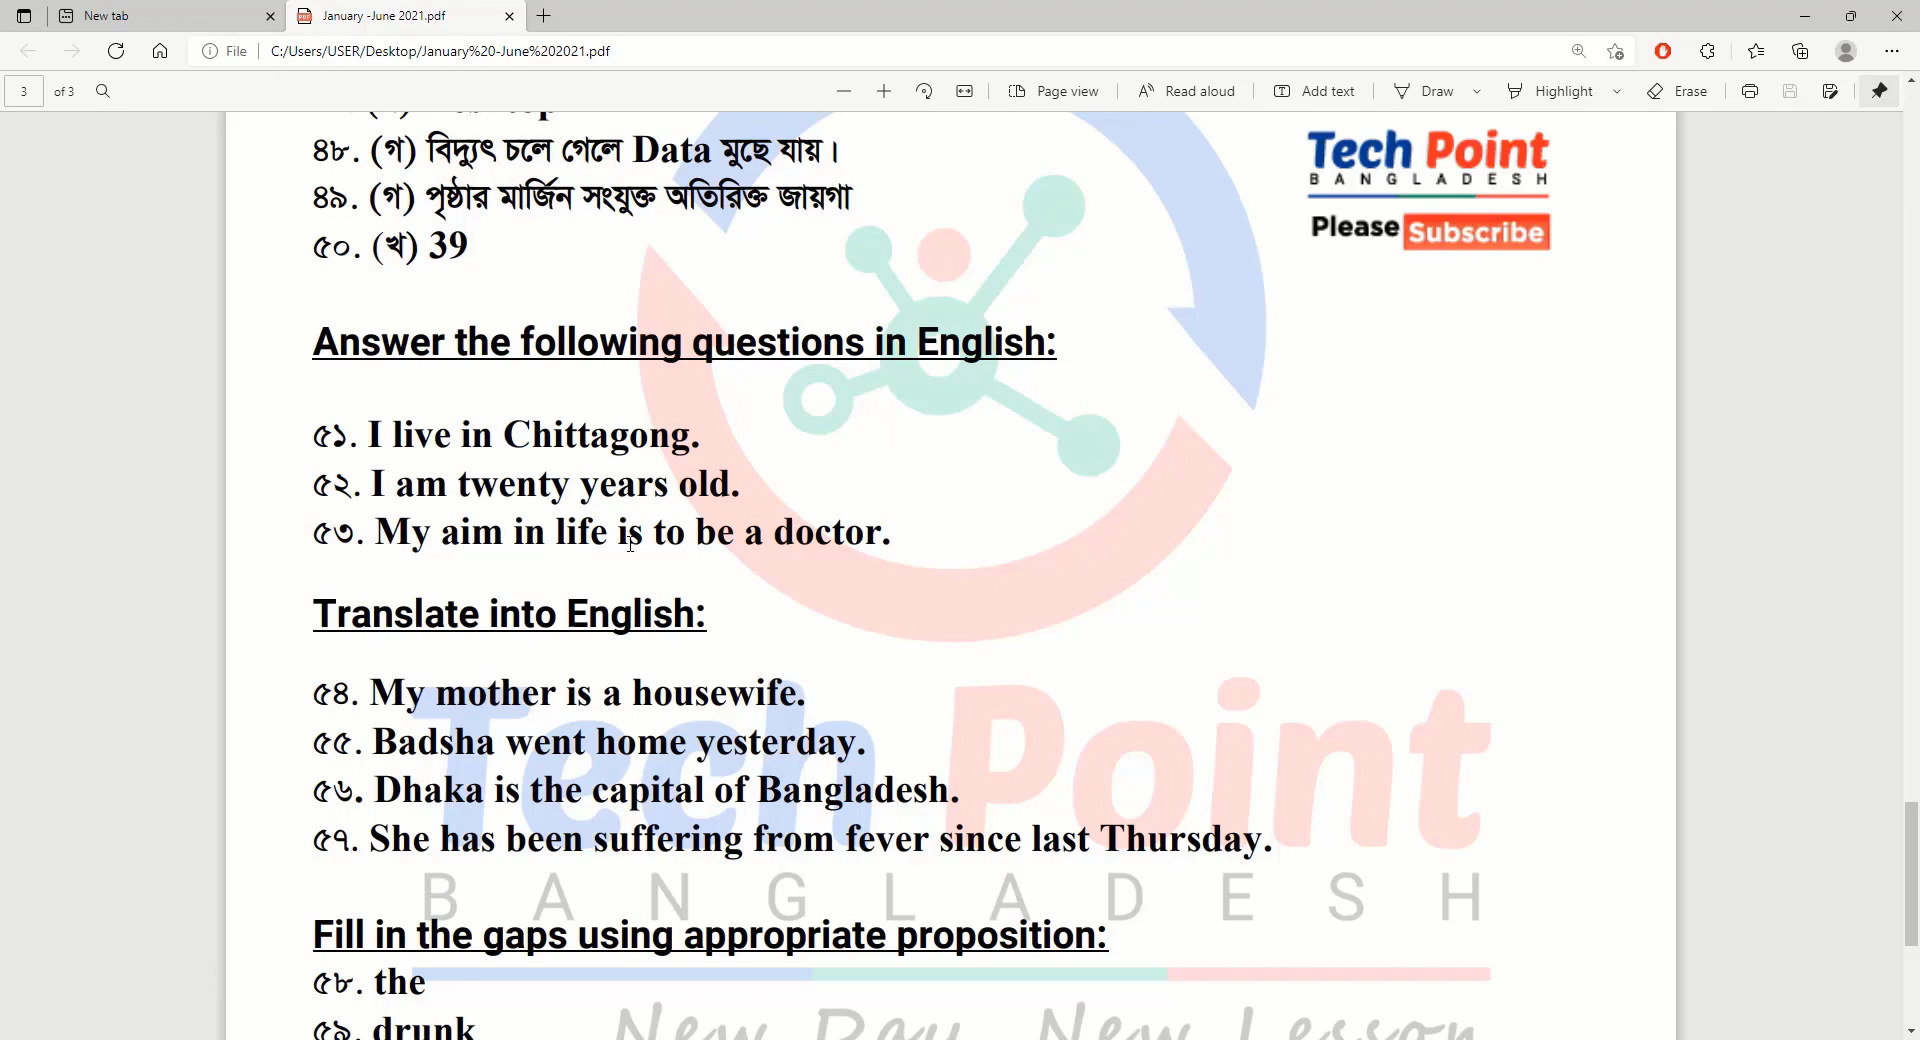 New tab
January -June 2021.pdf
File
C:/Users/USER/Desktop/January%20-June%202021.pdf
3
of 3
Page view
Read aloud
Add text
Draw
Highlight
Erase
৪৮. (গ) বিদ্যুৎ চলে গেলে Data মুছে যায়।
৪৯. (গ) পৃষ্ঠার মার্জিন সংযুক্ত অতিরিক্ত জায়গা
৫০. (খ) 39
Tech Point
BANGLADESH
Please Subscribe
Answer the following questions in English:
৫১. I live in Chittagong.
৫২. I am twenty years old.
৫৩. My aim in life is to be a doctor.
Translate into English:
৫৪. My mother is a housewife.
৫৫. Badsha went home yesterday.
৫৬. Dhaka is the capital of Bangladesh.
৫৭. She has been suffering from fever since last Thursday.
Tech Point
BANGLADESH
Fill in the gaps using appropriate proposition:
৫৮. the
৫৯. drunk
New Day New Lesson